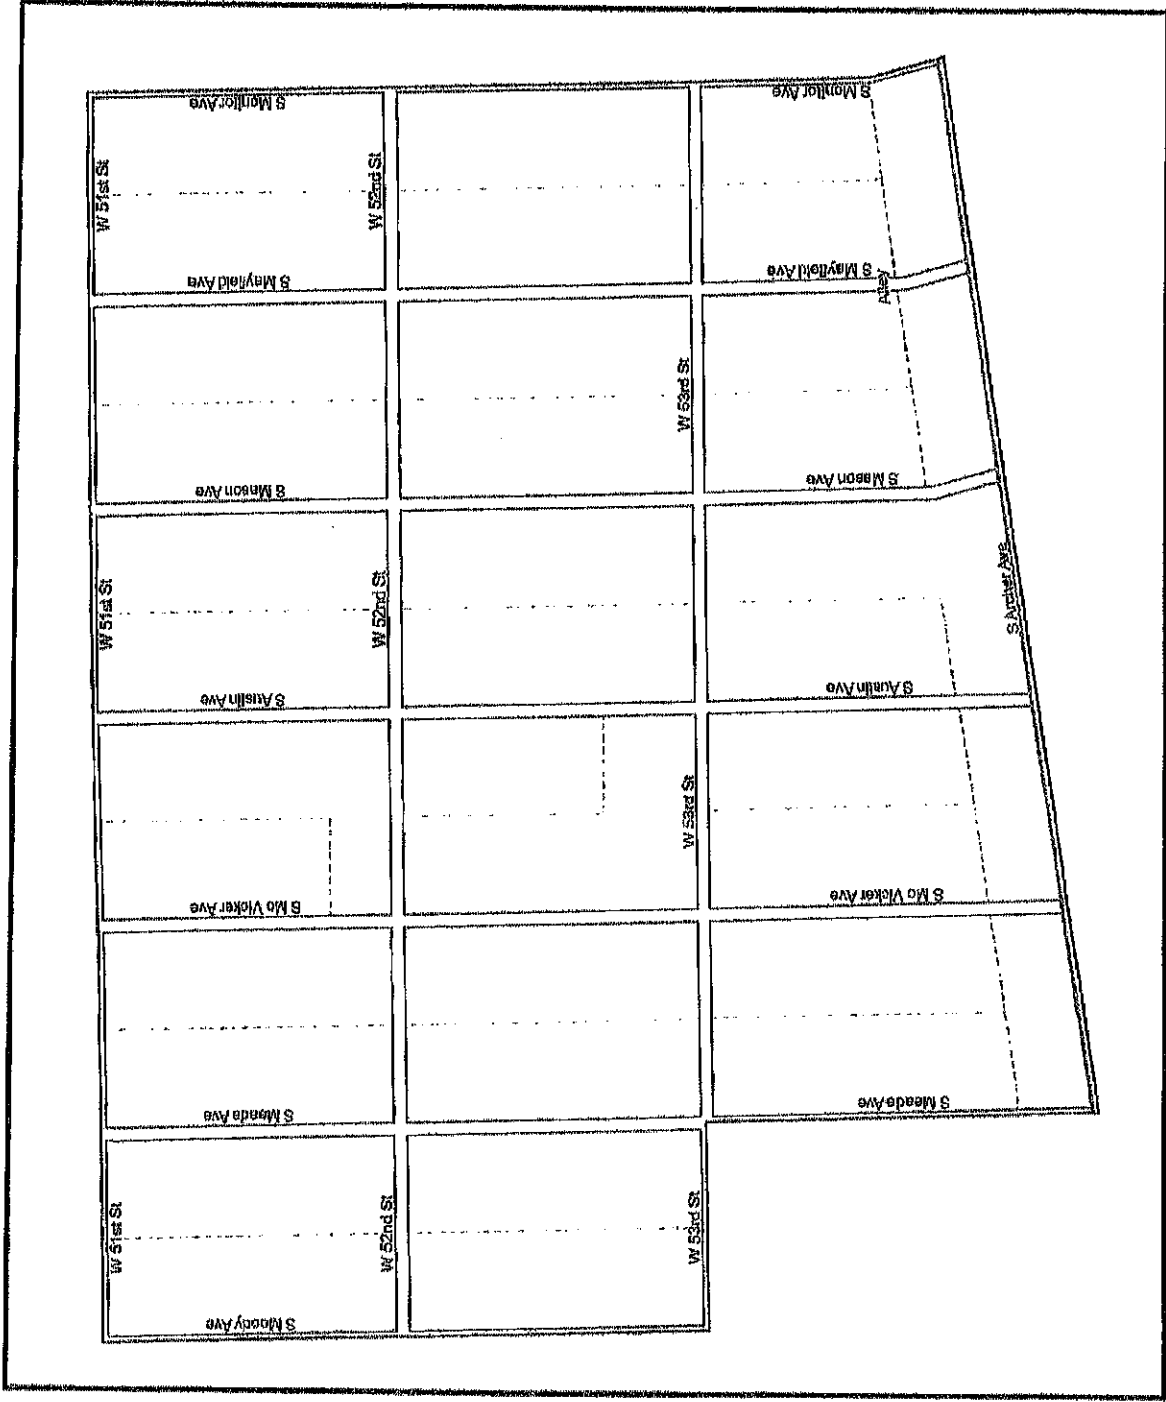 S Monitor Ave
S Monitor Ave
W 51st St
W 52nd St
S Mayfield Ave
S Mayfield Ave
Alley
W 53rd St
S Mason Ave
S Mason Ave
W 51st St
W 52nd St
S Archer Ave
S Austin Ave
S Austin Ave
W 53rd St
S Mc Vicker Ave
S Mc Vicker Ave
S Meade Ave
S Meade Ave
W 51st St
W 52nd St
W 53rd St
S Moody Ave